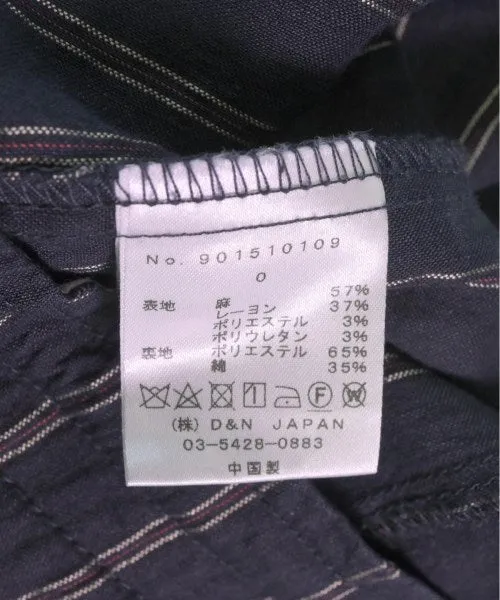 No. 901510109
0
表地 麻 57%
レーヨン 37%
ポリエステル 3%
ポリウレタン 3%
裏地 ポリエステル 65%
綿 35%
F W
(株) D&N JAPAN
03-5428-0883
中国製